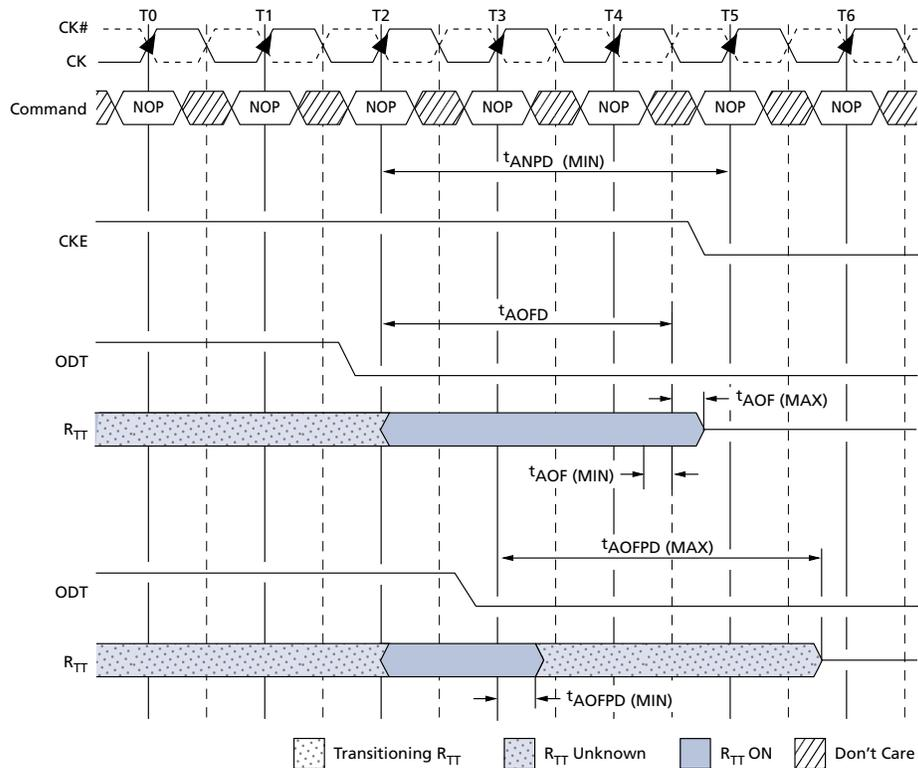 T0 T1 T2 T3 T4 T5 T6
CK#
CK
Command NOP NOP NOP NOP NOP NOP NOP
tANPD (MIN)
CKE
tAOFD
ODT
tAOF (MAX)
RTT
tAOF (MIN)
tAOFPD (MAX)
ODT
RTT
tAOFPD (MIN)
Transitioning RTT RTT Unknown RTT ON Don't Care